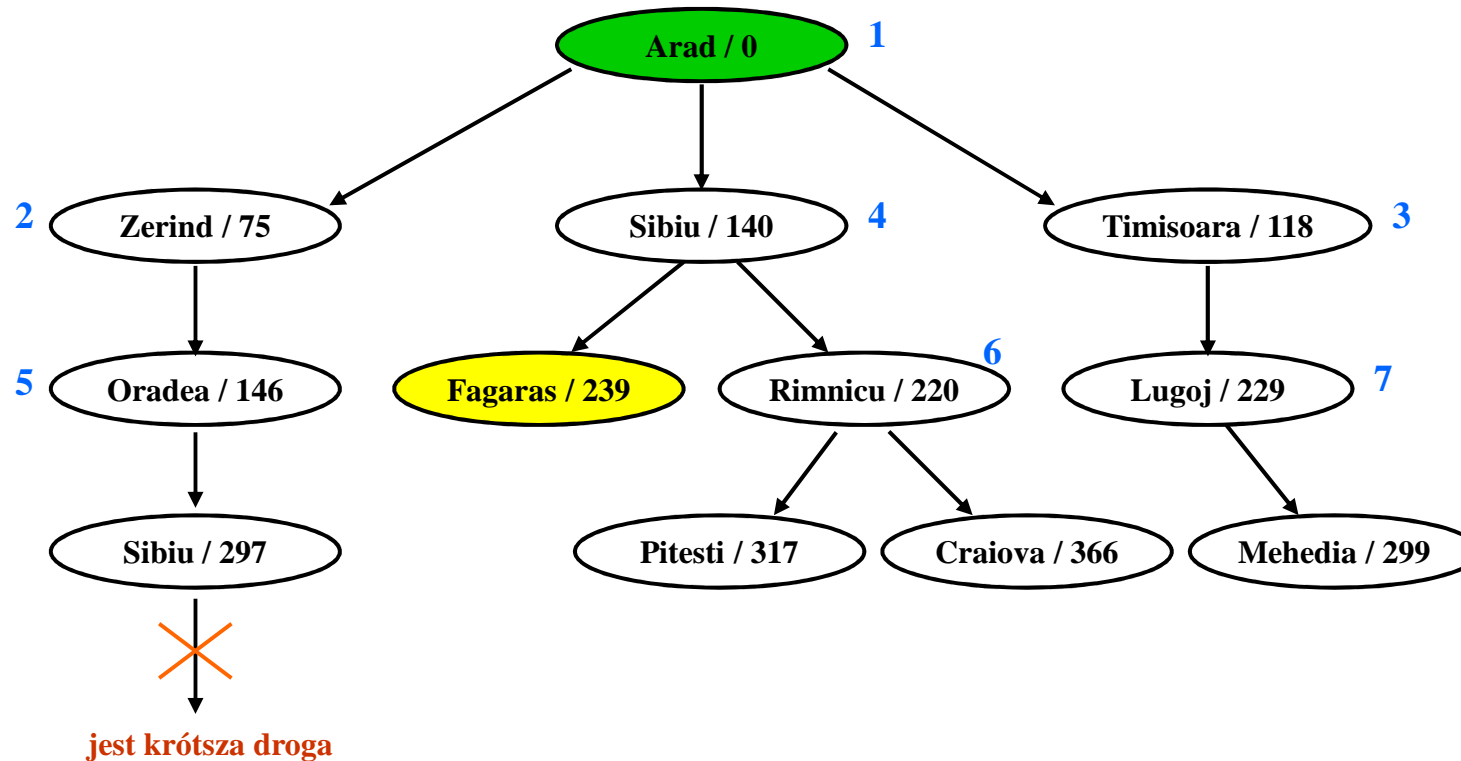 Arad / 0
1
2
Zerind / 75
Sibiu / 140
4
Timisoara / 118
3
5
Oradea / 146
Fagaras / 239
Rimnicu / 220
6
Lugoj / 229
7
Sibiu / 297
Pitesti / 317
Craiova / 366
Mehedia / 299
jest krótsza droga